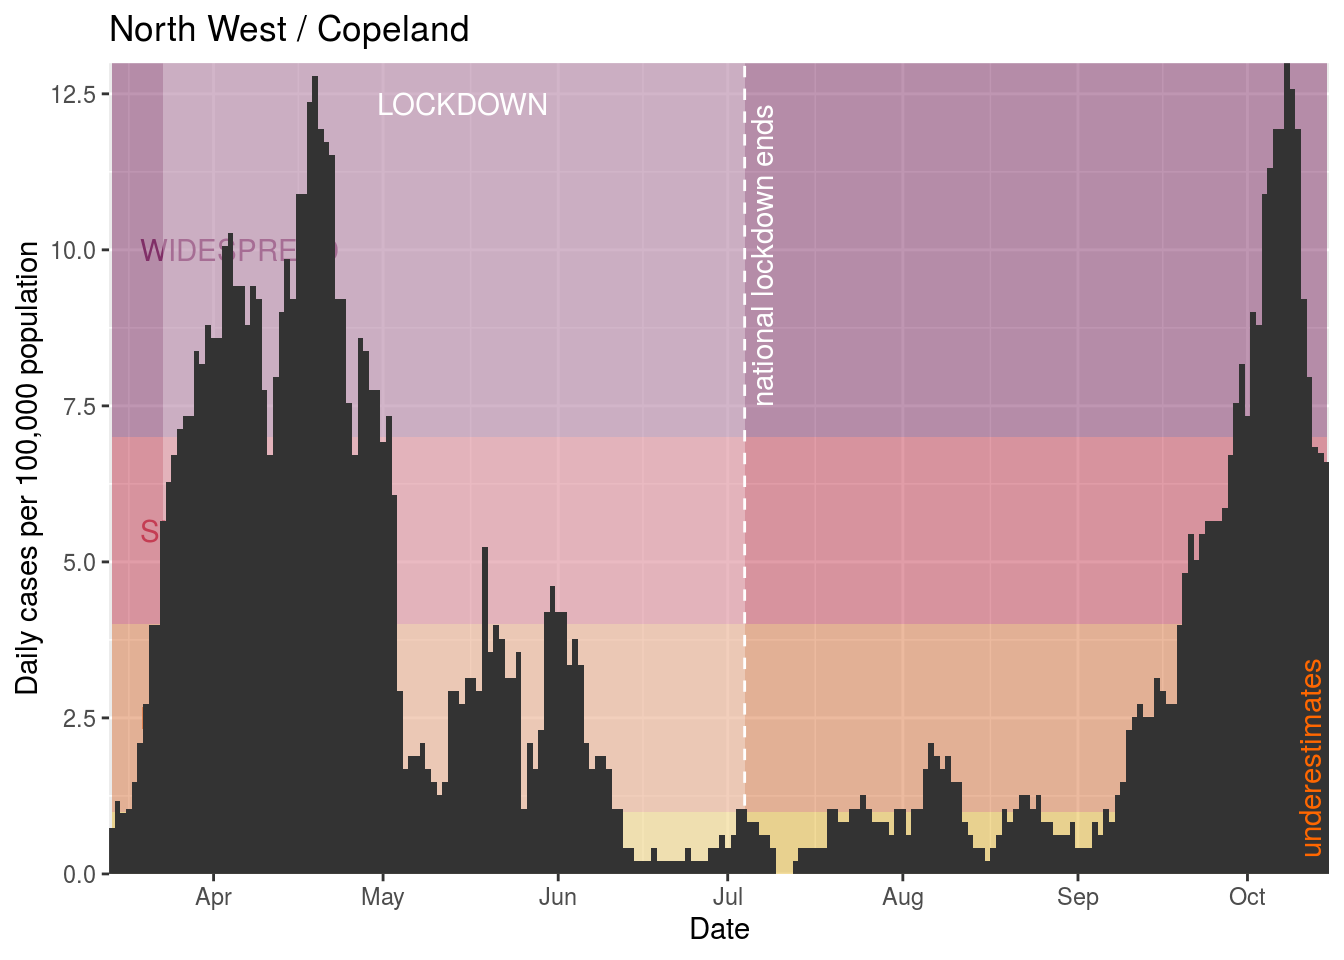 North West / Copeland
Daily cases per 100,000 population
12.5
10.0
7.5
5.0
2.5
0.0
LOCKDOWN
WIDESPREAD
S
national lockdown ends
underestimates
Apr
May
Jun
Jul
Aug
Sep
Oct
Date